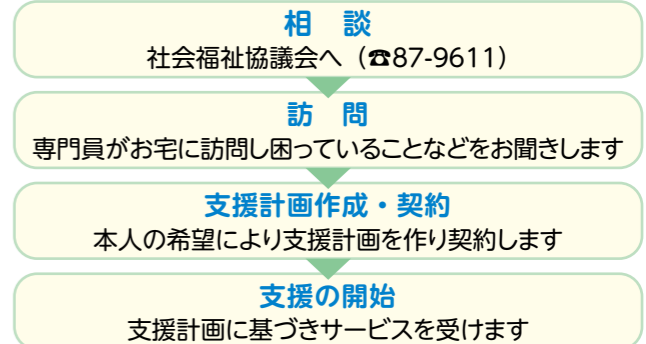 相　談
社会福祉協議会へ（☎87-9611）
訪　問
専門員がお宅に訪問し困っていることなどをお聞きします
支援計画作成・契約
本人の希望により支援計画を作り契約します
支援の開始
支援計画に基づきサービスを受けます